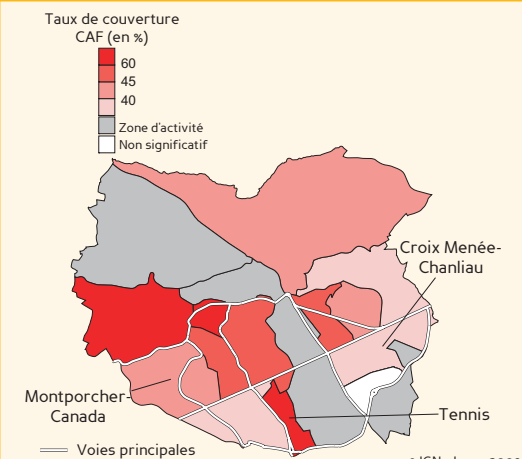 Taux de couverture
CAF (en %)
60
45
40
Zone d'activité
Non significatif
Croix Menée-
Chanliau
Montporcher-
Canada
Tennis
Voies principales